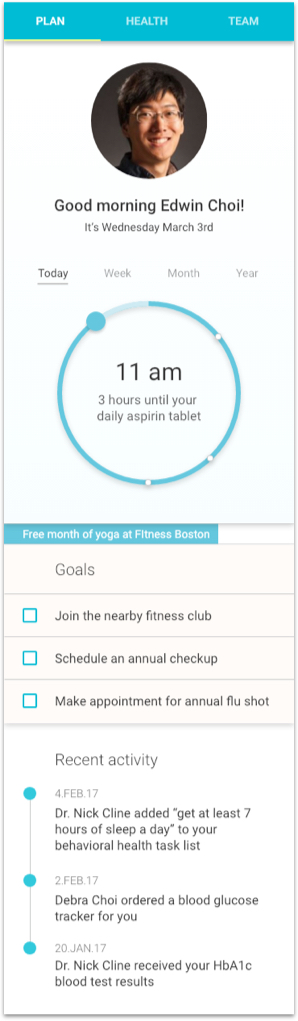 PLAN HEALTH TEAM
Good morning Edwin Choi!
It's Wednesday March 3rd
Today Week Month Year
11 am
3 hours until your
daily aspirin tablet
Free month of yoga at Fitness Boston
Goals
Join the nearby fitness club
Schedule an annual checkup
Make appointment for annual flu shot
Recent activity
4.FEB.17
Dr. Nick Cline added “get at least 7
hours of sleep a day” to your
behavioral health task list
2.FEB.17
Debra Choi ordered a blood glucose
tracker for you
20.JAN.17
Dr. Nick Cline received your HbA1c
blood test results